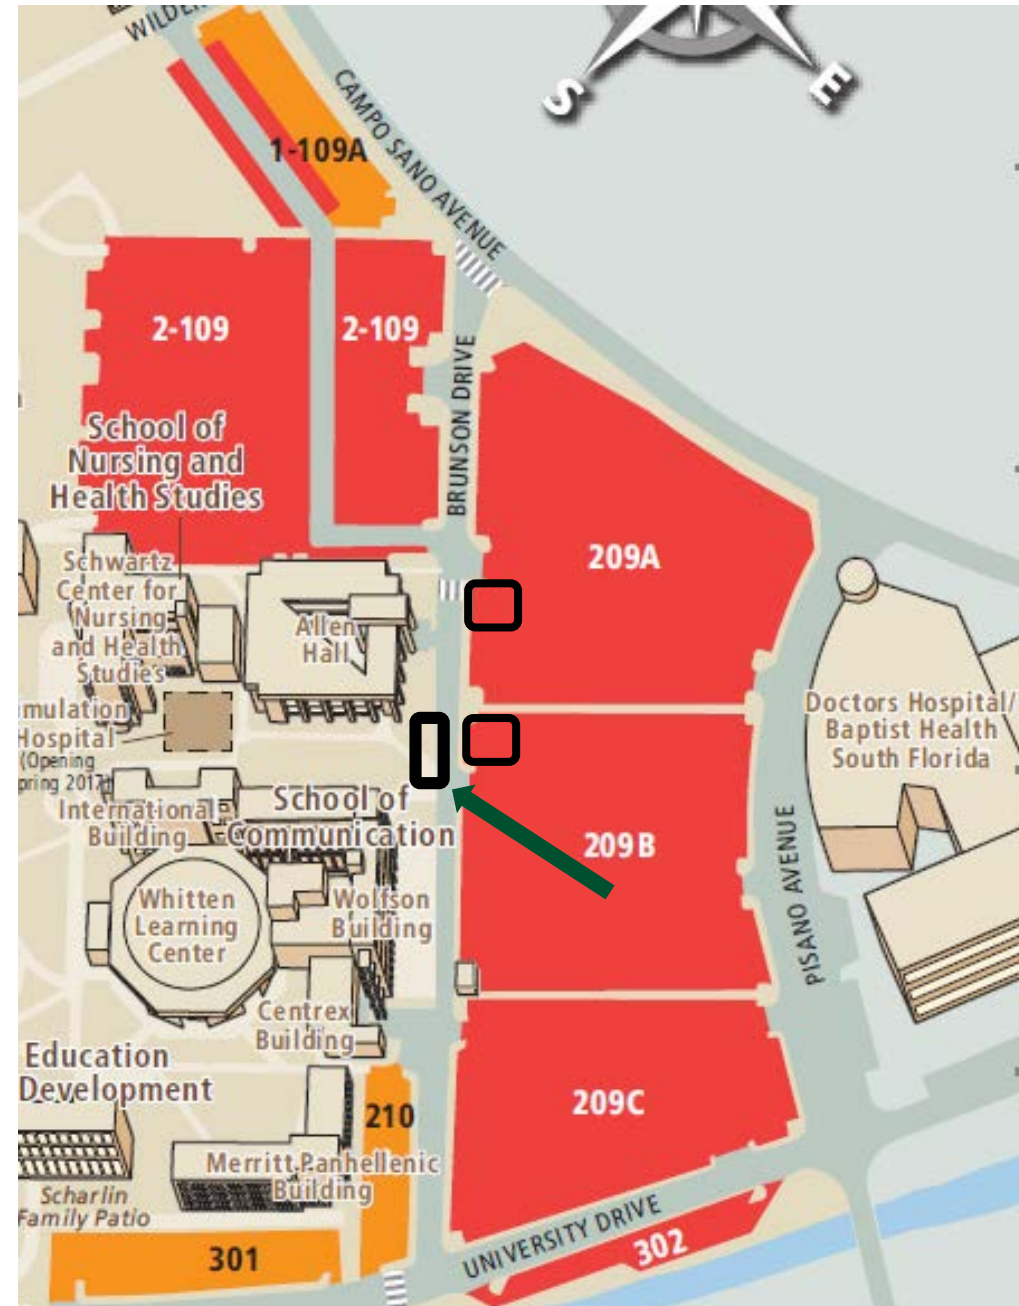 S
E
CAMPO SANO AVENUE
1-109A
2-109
2-109
BRUNSON DRIVE
School of
Nursing and
Health Studies
209A
Schwartz
Center for
Nursing
and Health
Studies
Allen
Hall
Hospital
(Opening
2017)
Doctors Hospital/
Baptist Health
South Florida
International
Building
School of
Communication
209B
PISANO AVENUE
Whitten
Learning
Center
Wolfson
Building
Centrex
Building
Education
Development
209C
210
Merritt Panhellenic
Building
Scharlin
Family Patio
UNIVERSITY DRIVE
302
301